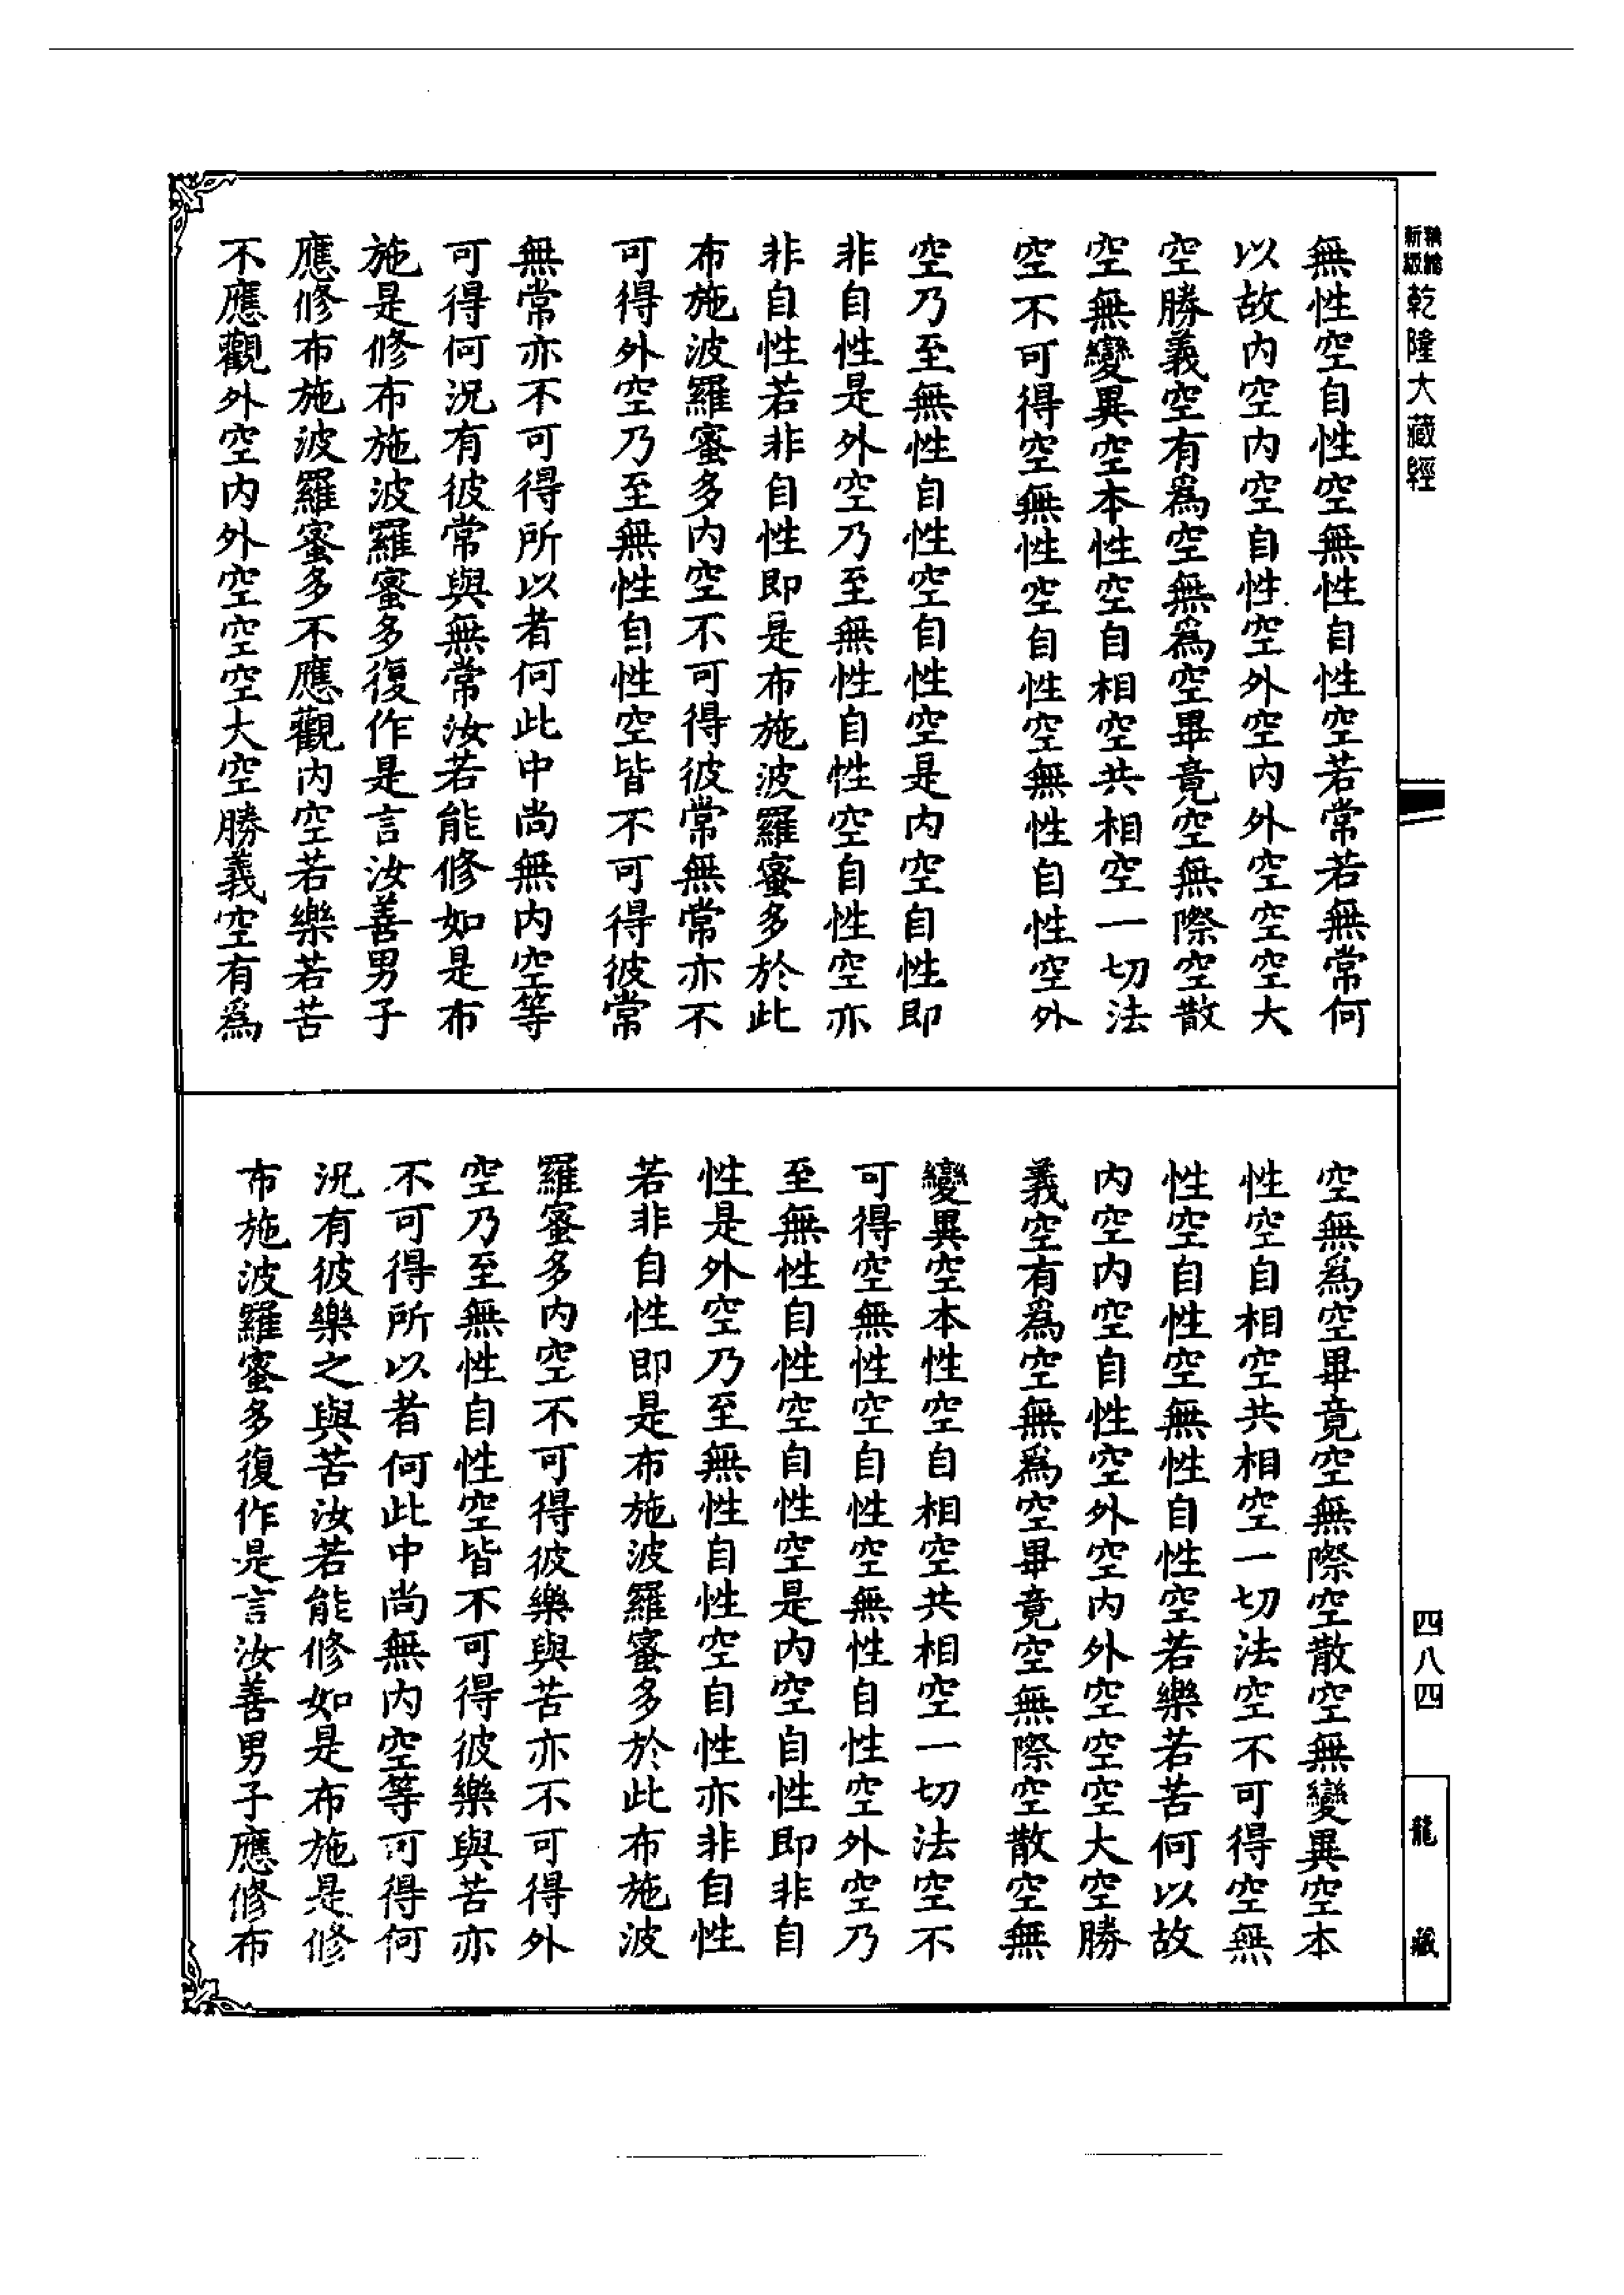 乾隆大藏經
無性空自性空無性自性空若常若無常何
以故內空內空自性空外空內外空空空大
空勝義空有爲空無爲空畢竟空無際空散
空無變異空本性空自相空共相空一切法
空不可得空無性空自性空無性自性空外
空乃至無性自性空自性空是內空自性即
非自性是外空乃至無性自性空自性空亦
非自性若非自性即是布施波羅蜜多於此
布施波羅蜜多內空不可得彼常無常亦不
可得外空乃至無性自性空皆不可得彼常
無常亦不可得所以者何此中尚無內空等
可得何況有彼常與無常汝若能修如是布
施是修布施波羅蜜多復作是言汝善男子
應修布施波羅蜜多不應觀內空若樂若苦
不應觀外空內外空空空大空勝義空有爲
空無爲空畢竟空無際空散空無變異空本
性空自相空共相空一切法空不可得空無
性空自性空無性自性空若樂若苦何以故
內空內空自性空外空內外空空空大空勝
義空有爲空無爲空畢竟空無際空散空無
變異空本性空自相空共相空一切法空不
可得空無性空自性空無性自性空外空乃
至無性自性空自性空是內空自性即非自
性是外空乃至無性自性空自性亦非自性
若非自性即是布施波羅蜜多於此布施波
羅蜜多內空不可得彼樂與苦亦不可得外
空乃至無性自性空皆不可得彼樂與苦亦
不可得所以者何此中尚無內空等可得何
況有彼樂之與苦汝若能修如是布施是修
布施波羅蜜多復作是言汝善男子應修布
四八四
龍藏